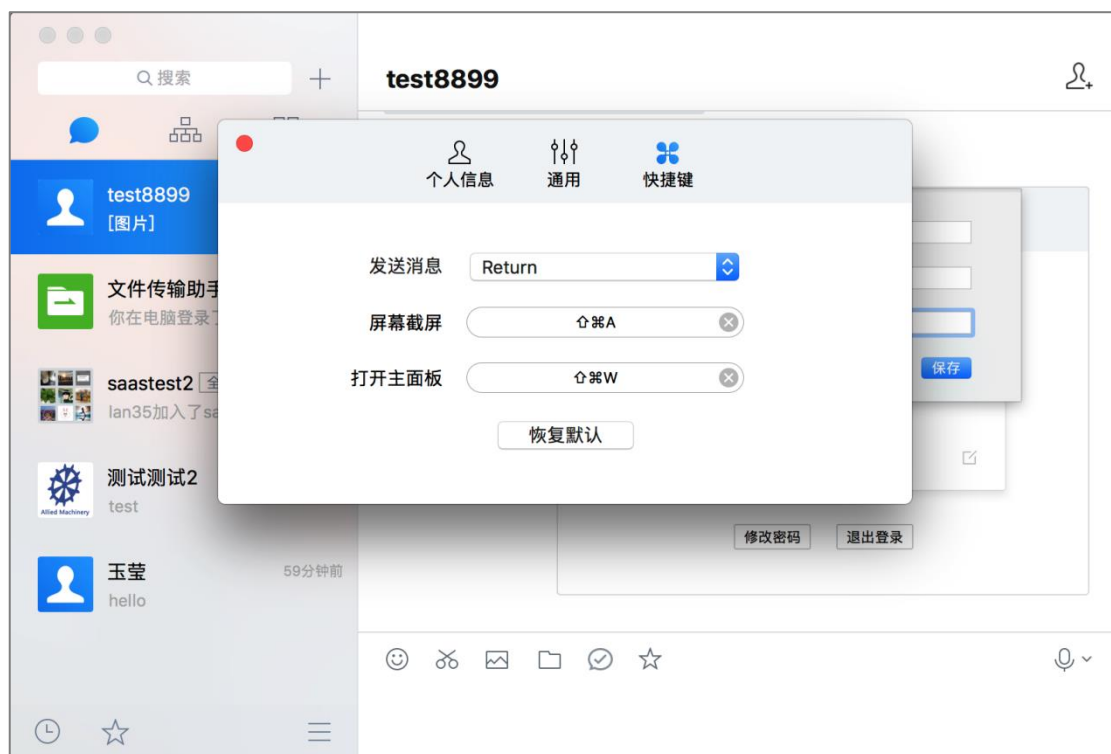 搜索
test8899
test8899
[图片]
文件传输助手
你在电脑登录了
saastest2 全
lan35加入了sa
测试测试2
test
Allied Machinery
玉莹
59分钟前
hello
个人信息
通用
快捷键
发送消息
Return
屏幕截屏
⇧⌘A
打开主面板
⇧⌘W
恢复默认
保存
修改密码
退出登录